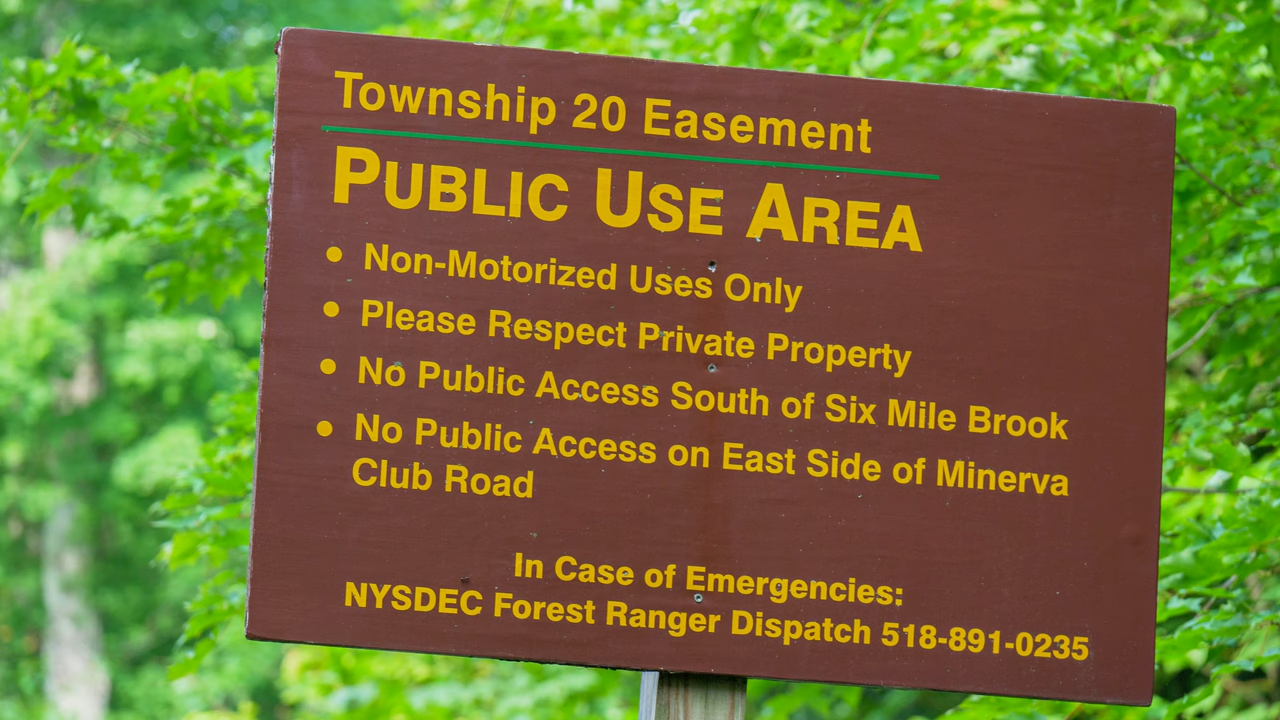 Township 20 Easement
PUBLIC USE AREA
• Non-Motorized Uses Only
• Please Respect Private Property
• No Public Access South of Six Mile Brook
• No Public Access on East Side of Minerva
Club Road
In Case of Emergencies:
NYSDEC Forest Ranger Dispatch 518-891-0235